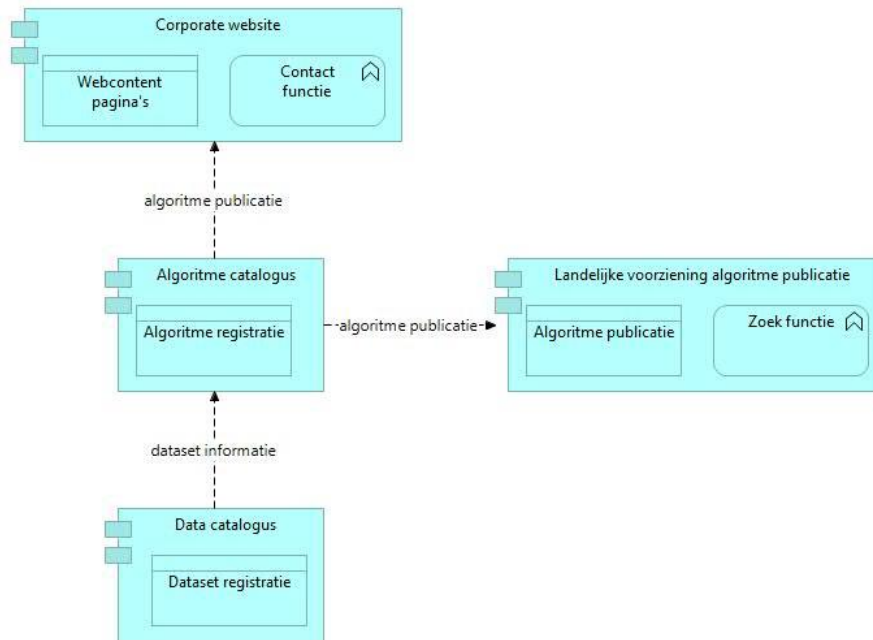 Corporate website
Webcontent
pagina's
Contact
functie
algoritme publicatie
Algoritme catalogus
Algoritme registratie
algoritme publicatie
Landelijke voorziening algoritme publicatie
Algoritme publicatie
Zoek functie
dataset informatie
Data catalogus
Dataset registratie